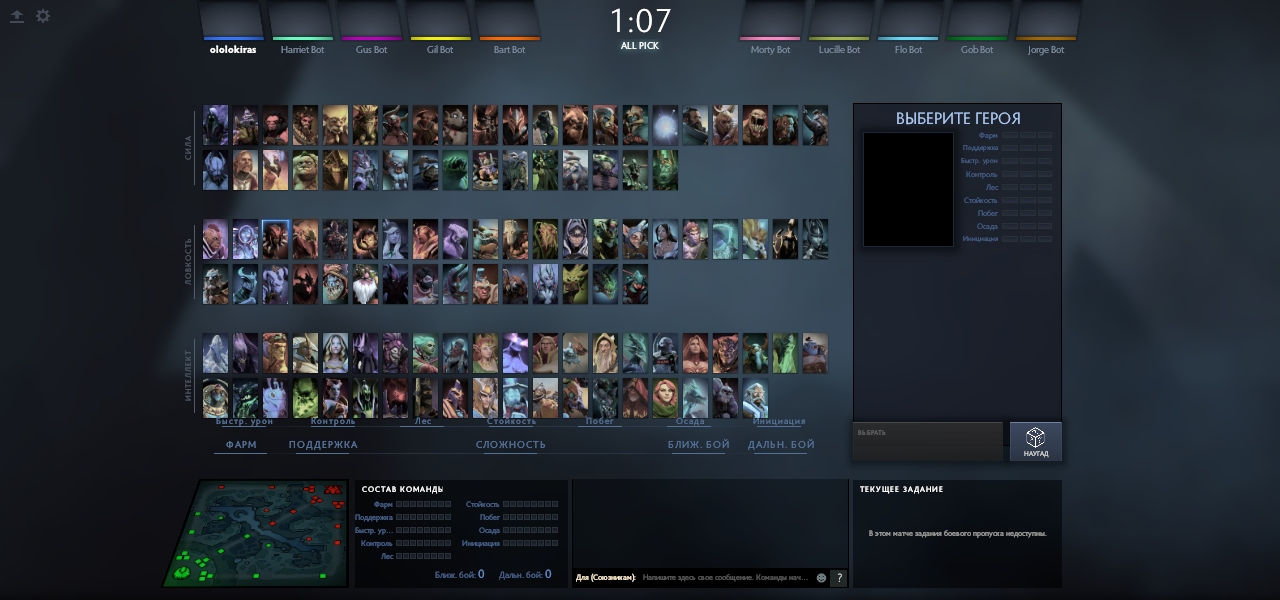 1:07
ALL PICK
ololokiras
Harriet Bot
Gus Bot
Gil Bot
Bart Bot
Morty Bot
Lucille Bot
Flo Bot
Gob Bot
Jorge Bot
СИЛА
ЛОВКОСТЬ
ИНТЕЛЛЕКТ
ВЫБЕРИТЕ ГЕРОЯ
Фарм
Поддержка
Быстр. урон
Контроль
Лес
Стойкость
Побег
Осада
Инициация
Быстр. урон
Контроль
Лес
Стойкость
Побег
Осада
Инициация
ФАРМ
ПОДДЕРЖКА
СЛОЖНОСТЬ
БЛИЖ. БОЙ
ДАЛЬН. БОЙ
ВЫБРАТЬ
НАУГАД
СОСТАВ КОМАНДЫ
Фарм
Поддержка
Быстр. ур...
Контроль
Лес
Стойкость
Побег
Осада
Инициация
Ближ. бой: 0
Дальн. бой: 0
Для (Союзникам):
Напишите здесь свое сообщение. Команды нач...
?
ТЕКУЩЕЕ ЗАДАНИЕ
В этом матче задания боевого пропуска недоступны.